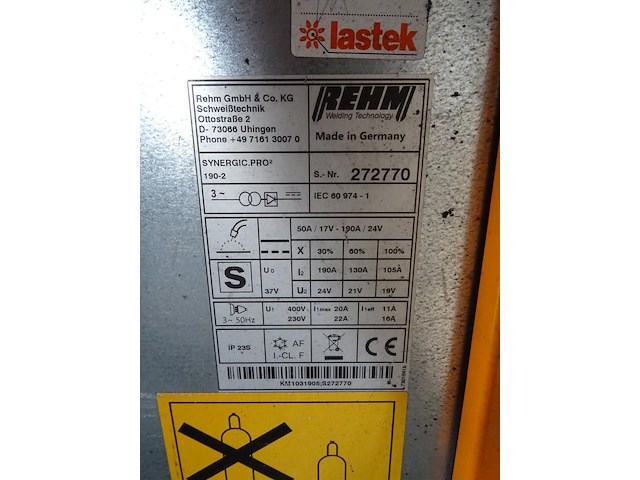 lastek
Rehm GmbH & Co. KG
Schweißtechnik
Ottostraße 2
D- 73066 Uhingen
Phone +49 7161 3007 0
REHM
Welding Technology
Made in Germany
SYNERGIC.PRO²
190-2
S.- Nr. 272770
3 ~
IEC 60 974 - 1
50A / 17V - 190A / 24V
X 30% 60% 100%
S
U0 I2 190A 130A 105A
37V U2 24V 21V 19V
3~ 50Hz
U1 400V I1max 20A I1eff 11A
230V 22A 16A
IP 23S
AF
I.-CL. F
CE
KM1031908;S272770